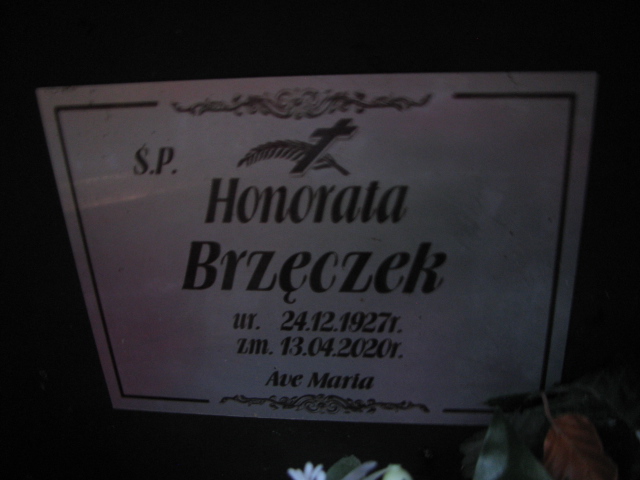 Ś.P.
Honorata
Brzęczek
ur. 24.12.1927r.
zm. 13.04.2020r.
Ave Maria